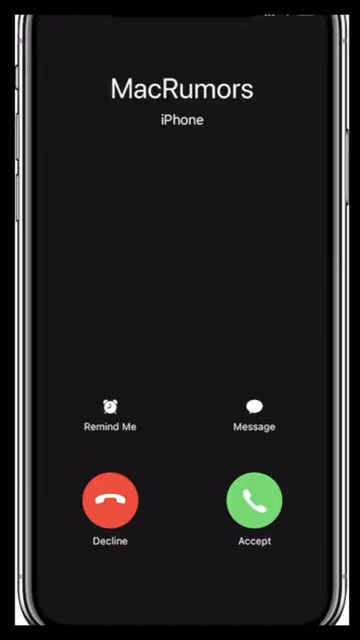 MacRumors
iPhone
Remind Me
Message
Decline
Accept